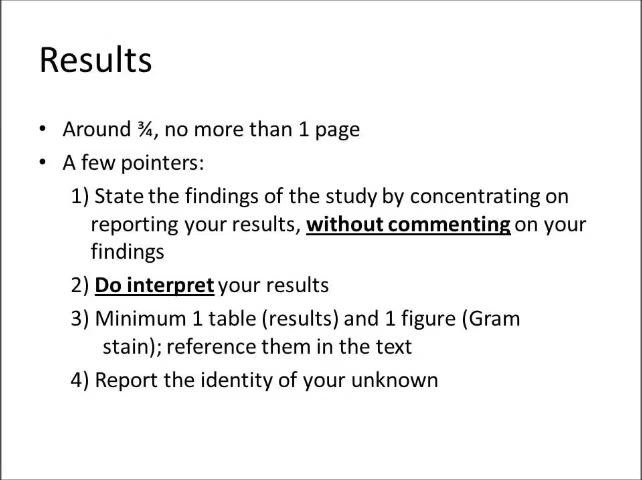 Results
• Around ¾, no more than 1 page
• A few pointers:
1) State the findings of the study by concentrating on
reporting your results, without commenting on your
findings
2) Do interpret your results
3) Minimum 1 table (results) and 1 figure (Gram
stain); reference them in the text
4) Report the identity of your unknown